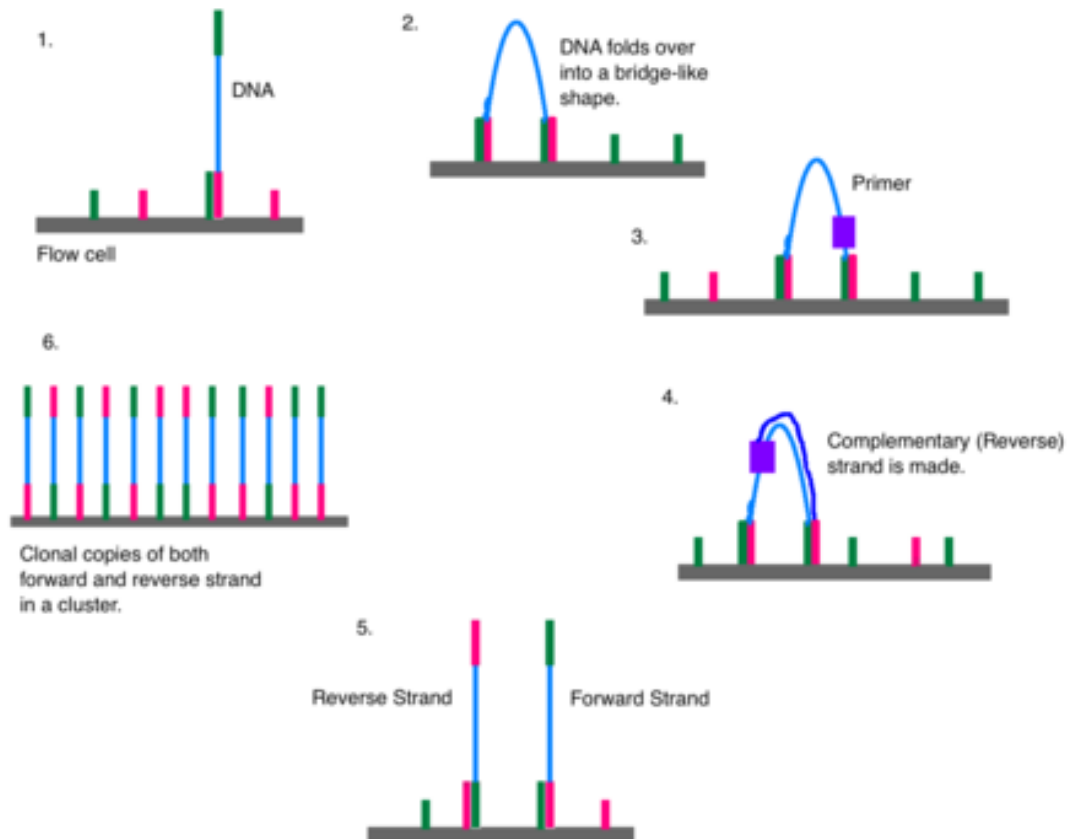 1.
DNA
Flow cell
2.
DNA folds over
into a bridge-like
shape.
3.
Primer
4.
Complementary (Reverse)
strand is made.
5.
Reverse Strand
Forward Strand
6.
Clonal copies of both
forward and reverse strand
in a cluster.